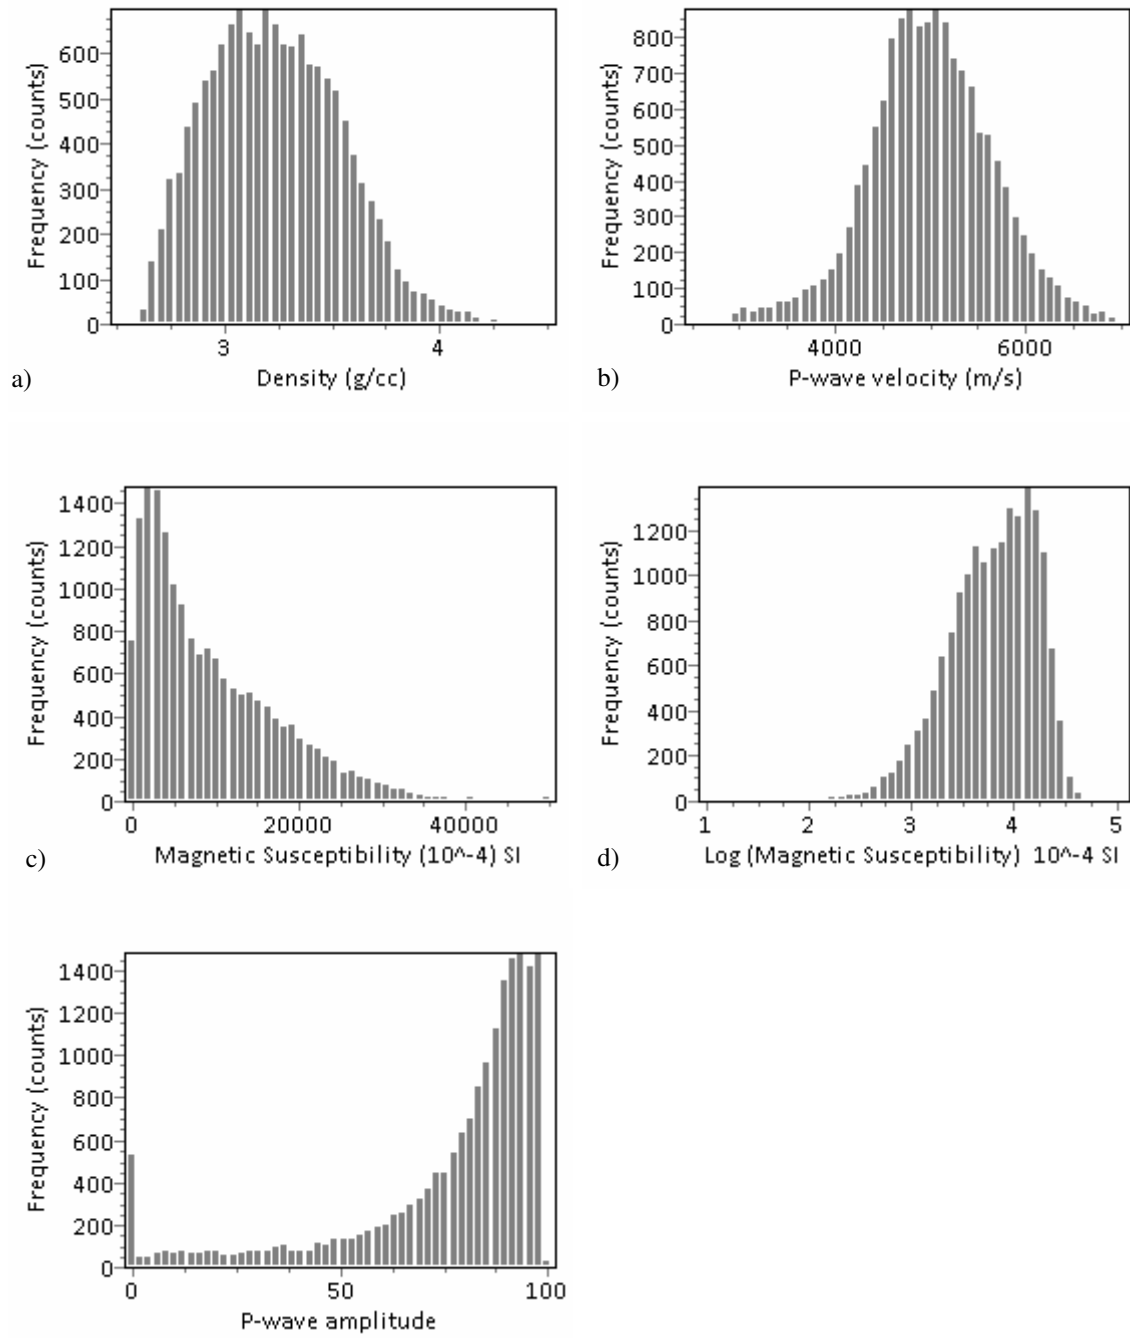 600
500
400
300
200
100
0
Frequency (counts)
3 4
Density (g/cc)
a)
800
700
600
500
400
300
200
100
0
Frequency (counts)
4000 6000
P-wave velocity (m/s)
b)
1400
1200
1000
800
600
400
200
0
Frequency (counts)
0 20000 40000
Magnetic Susceptibility (10^-4) SI
c)
1200
1000
800
600
400
200
0
Frequency (counts)
1 2 3 4 5
Log (Magnetic Susceptibility) 10^-4 SI
d)
1400
1200
1000
800
600
400
200
0
Frequency (counts)
0 50 100
P-wave amplitude